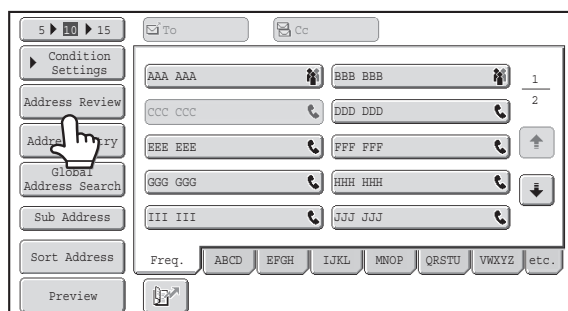 5 10 15
To
Cc
Condition
Settings
Address Review
Global
Address Search
Sub Address
Sort Address
Preview
AAA AAA
BBB BBB
CCC CCC
DDD DDD
EEE EEE
FFF FFF
GGG GGG
HHH HHH
III III
JJJ JJJ
1
2
Freq.
ABCD
EFGH
IJKL
MNOP
QRSTU
VWXYZ
etc.